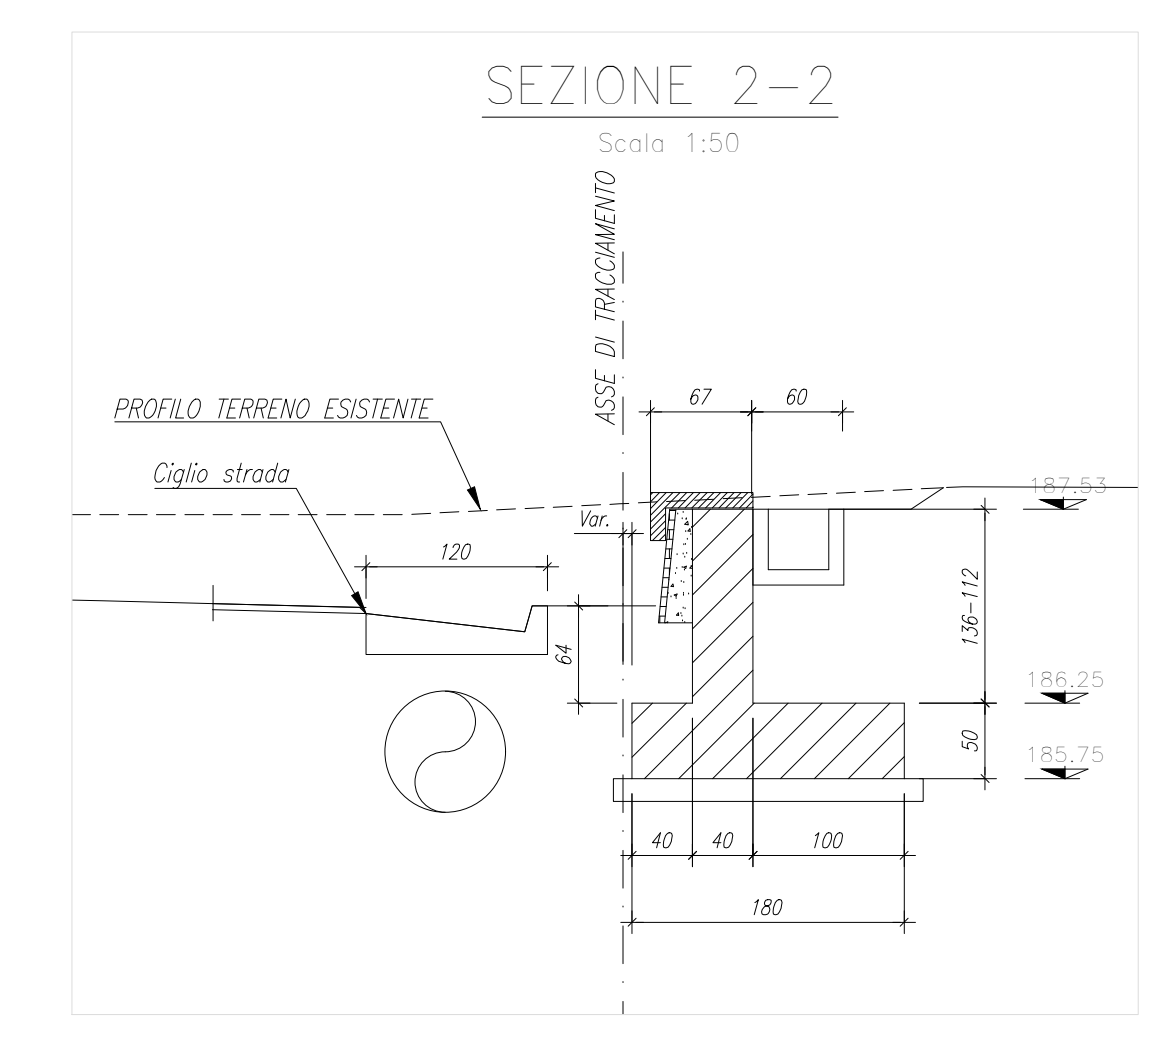 SEZIONE 2-2
Scala 1:50
ASSE DI TRACCIAMENTO
PROFILO TERRENO ESISTENTE
Ciglio strada
67
60
187.53
Var.
120
136-112
64
186.25
50
185.75
40
40
100
180